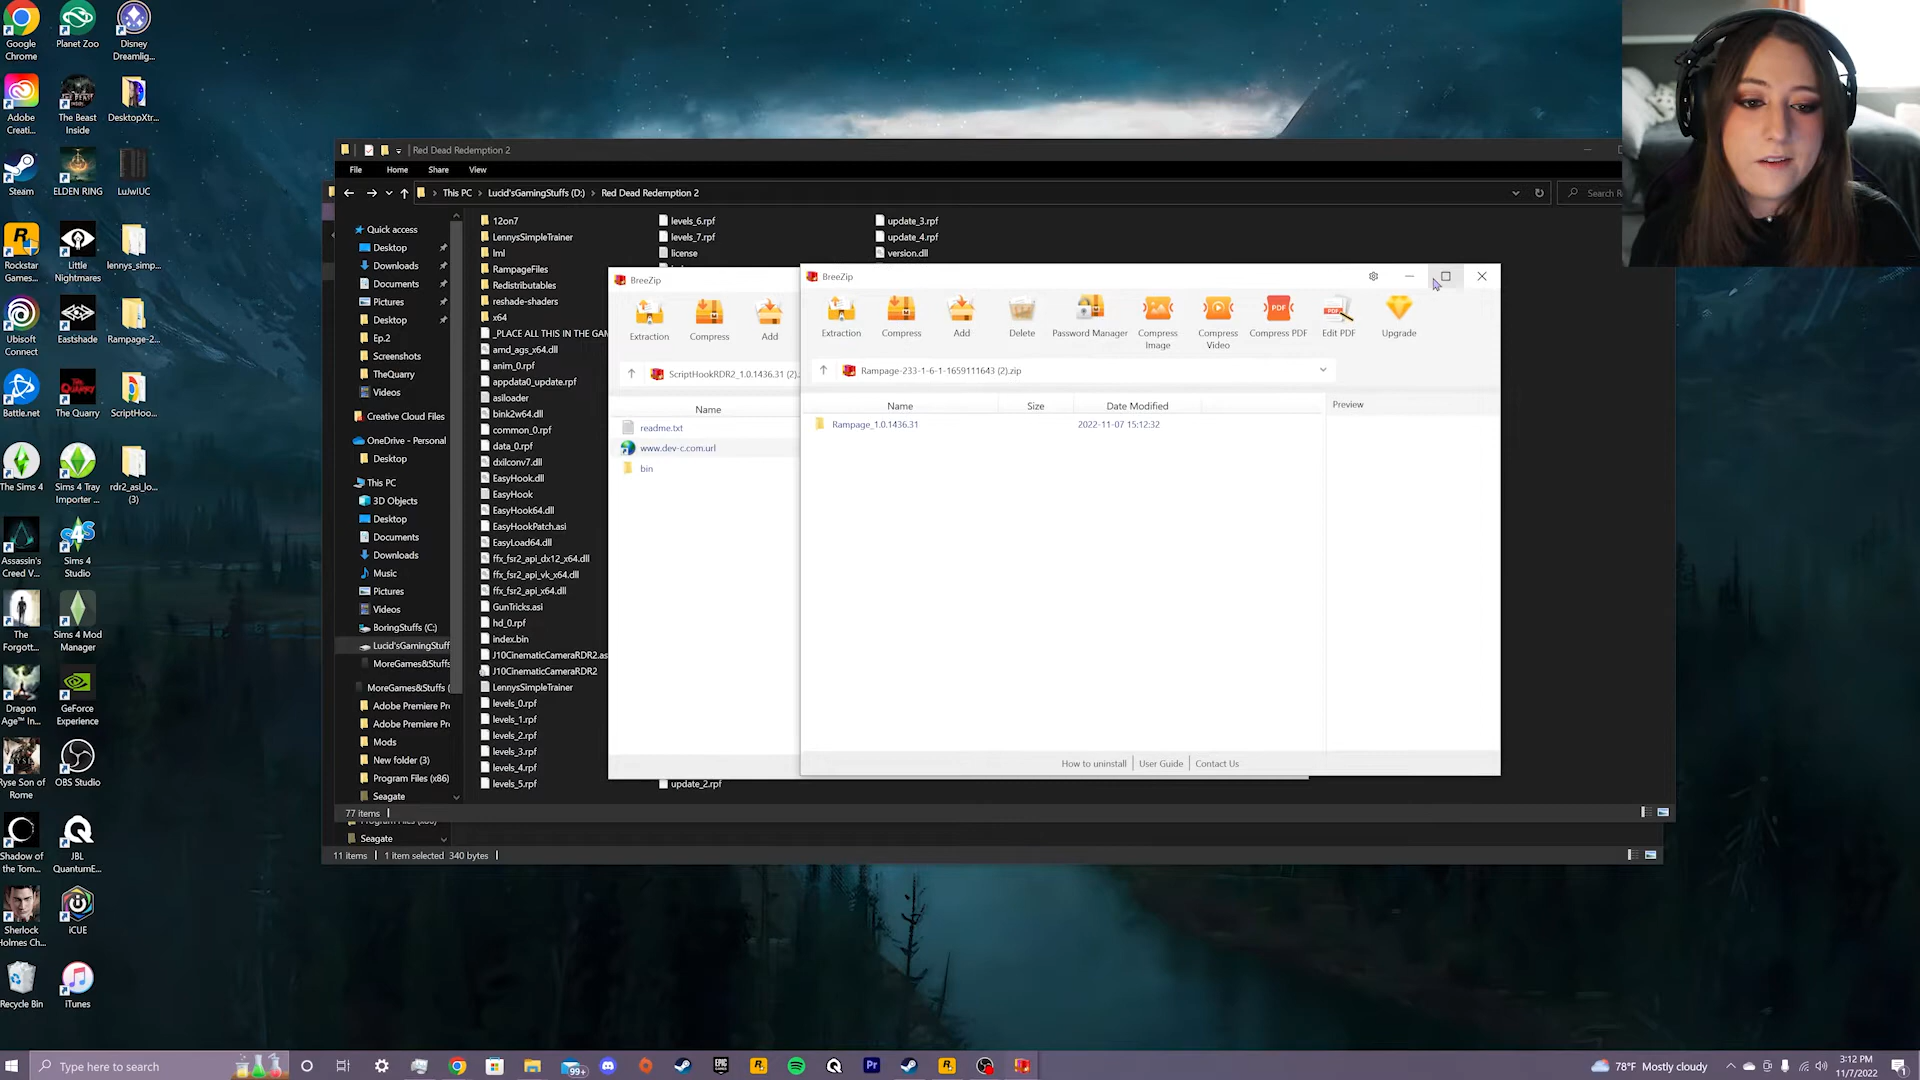 Google Chrome
Planet Zoo
Disney Dreamlig...
Adobe Creati...
The Beast Inside
DesktopXtr...
Steam
ELDEN RING
LuJwIUC
Rockstar Games...
Little Nightmares
lennys_simp...
Ubisoft Connect
Eastshade
Rampage-2...
Battle.net
The Quarry
ScriptHoo...
The Sims 4
Sims 4 Tray Importer ...
rdr2_asi_lo... (3)
Assassin's Creed V...
Sims 4 Studio
The Forgott...
Sims 4 Mod Manager
Dragon Age™ In...
GeForce Experience
Ryse Son of Rome
OBS Studio
Shadow of the Tom...
JBL QuantumE...
Sherlock Holmes Ch...
iCUE
Recycle Bin
iTunes
Red Dead Redemption 2
File Home Share View
This PC > Lucid'sGamingStuffs (D:) > Red Dead Redemption 2
Search R
Quick access
Desktop
Downloads
Documents
Pictures
Desktop
Ep.2
Screenshots
TheQuarry
Videos
Creative Cloud Files
OneDrive - Personal
Desktop
This PC
3D Objects
Desktop
Documents
Downloads
Music
Pictures
Videos
BoringStuffs (C:)
Lucid'sGamingStuff
MoreGames&Stuffs
MoreGames&Stuffs (
Adobe Premiere Pr
Adobe Premiere Pr
Mods
New folder (3)
Program Files (x86)
Seagate
12on7
LennysSimpleTrainer
lml
RampageFiles
Redistributables
reshade-shaders
x64
_PLACE ALL THIS IN THE GAM
amd_ags_x64.dll
anim_0.rpf
appdata0_update.rpf
asiloader
bink2w64.dll
common_0.rpf
data_0.rpf
dxilconv7.dll
EasyHook.dll
EasyHook
EasyHook64.dll
EasyHookPatch.asi
EasyLoad64.dll
ffx_fsr2_api_dx12_x64.dll
ffx_fsr2_api_vk_x64.dll
ffx_fsr2_api_x64.dll
GunTricks.asi
hd_0.rpf
index.bin
J10CinematicCameraRDR2.as
J10CinematicCameraRDR2
LennysSimpleTrainer
levels_0.rpf
levels_1.rpf
levels_2.rpf
levels_3.rpf
levels_4.rpf
levels_5.rpf
levels_6.rpf
levels_7.rpf
license
update_2.rpf
update_3.rpf
update_4.rpf
version.dll
77 items
Seagate
11 items 1 item selected 340 bytes
BreeZip
Extraction Compress Add
ScriptHookRDR2_1.0.1436.31 (2).
Name
readme.txt
www.dev-c.com.url
bin
BreeZip
Extraction Compress Add Delete Password Manager Compress Image Compress Video Compress PDF Edit PDF Upgrade
PDF
PDF
Rampage-233-1-6-1-1659111643 (2).zip
Name Size Date Modified Preview
Rampage_1.0.1436.31 2022-11-07 15:12:32
How to uninstall | User Guide | Contact Us
Type here to search
99+
EPIC GAMES
Pr
78°F Mostly cloudy
3:12 PM
11/7/2022
1